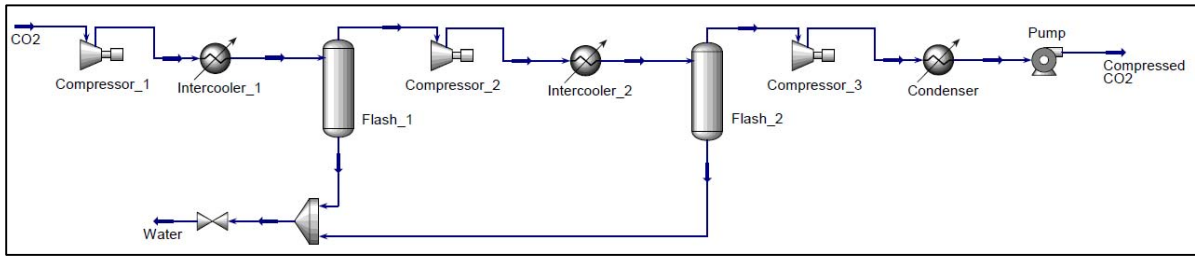 CO2
Compressor_1
Intercooler_1
Flash_1
Compressor_2
Intercooler_2
Flash_2
Compressor_3
Condenser
Pump
Compressed
CO2
Water